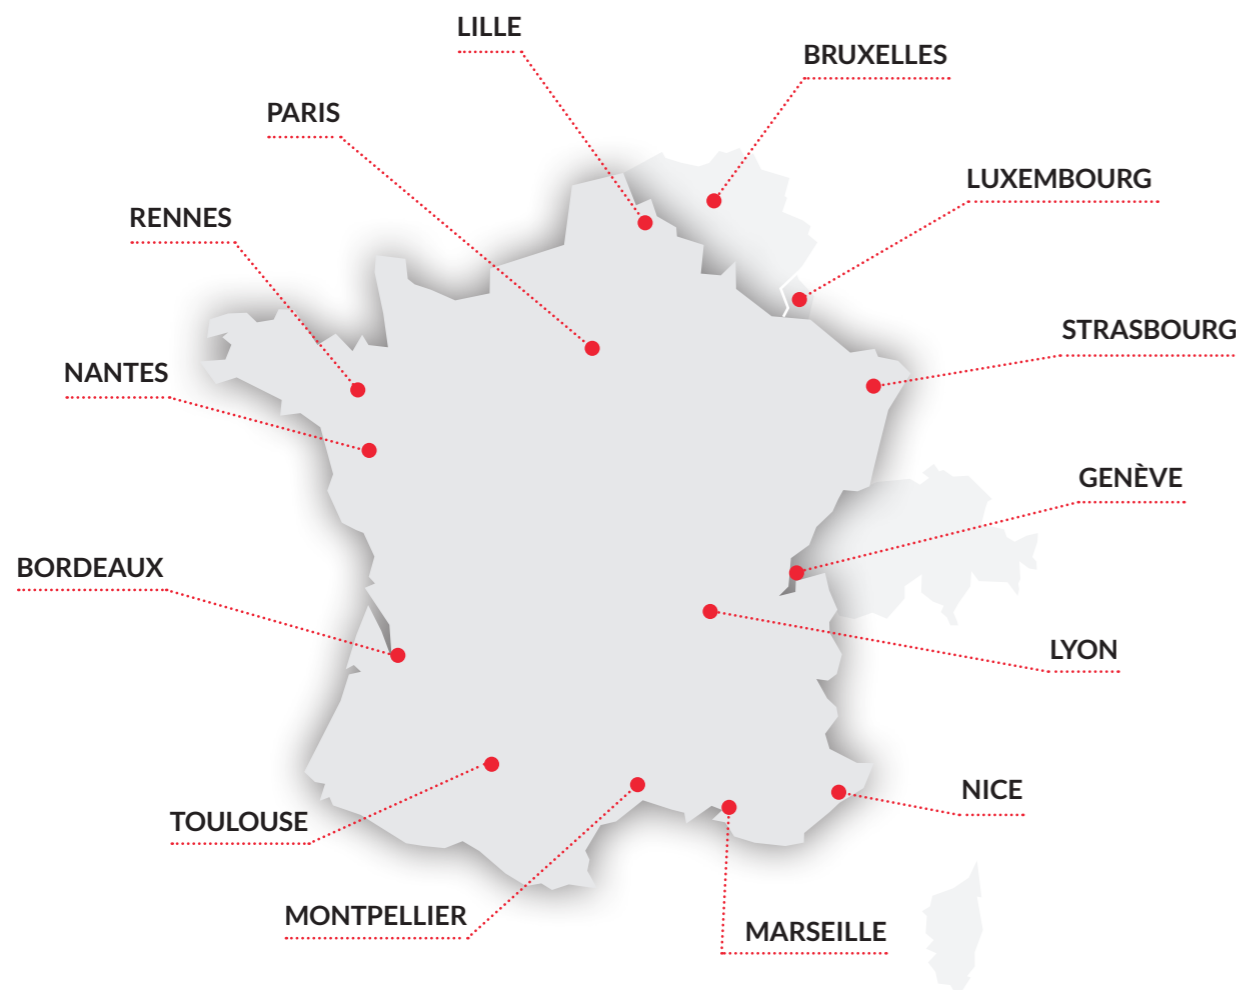 LILLE
BRUXELLES
PARIS
LUXEMBOURG
RENNES
STRASBOURG
NANTES
GENÈVE
BORDEAUX
LYON
NICE
TOULOUSE
MONTPELLIER
MARSEILLE